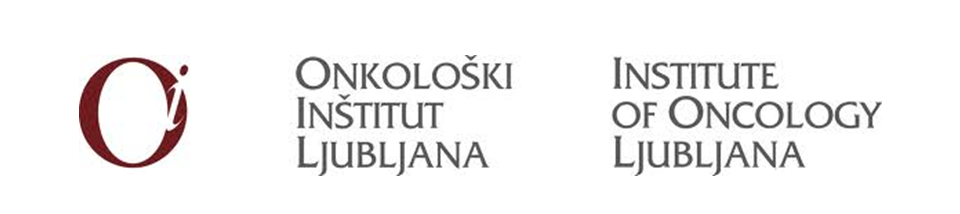 Oi
ONKOLOŠKI
INŠTITUT
LJUBLJANA
INSTITUTE
OF ONCOLOGY
LJUBLJANA